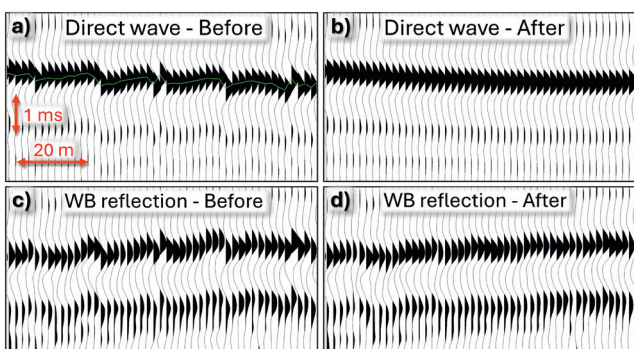 a) Direct wave - Before
b) Direct wave - After
1 ms
20 m
c) WB reflection - Before
d) WB reflection - After